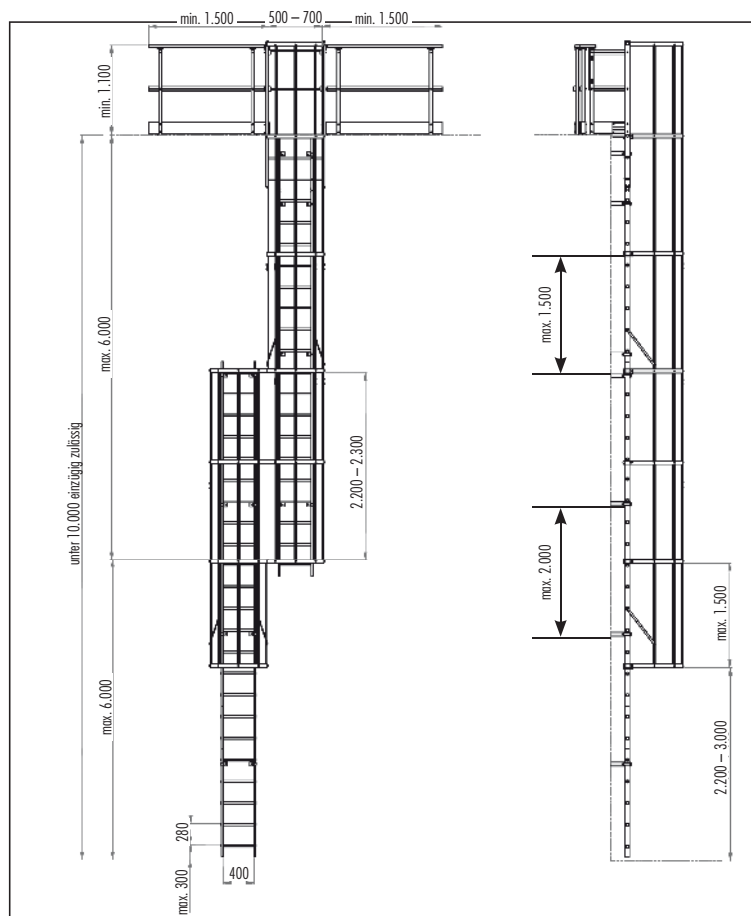 min. 1.500
500 – 700
min. 1.500
min. 1.100
max. 1.500
max. 6.000
2.200 – 2.300
unter 10.000 einzügig zulässig
max. 2.000
max. 1.500
max. 6.000
2.200 – 3.000
280
400
max. 300